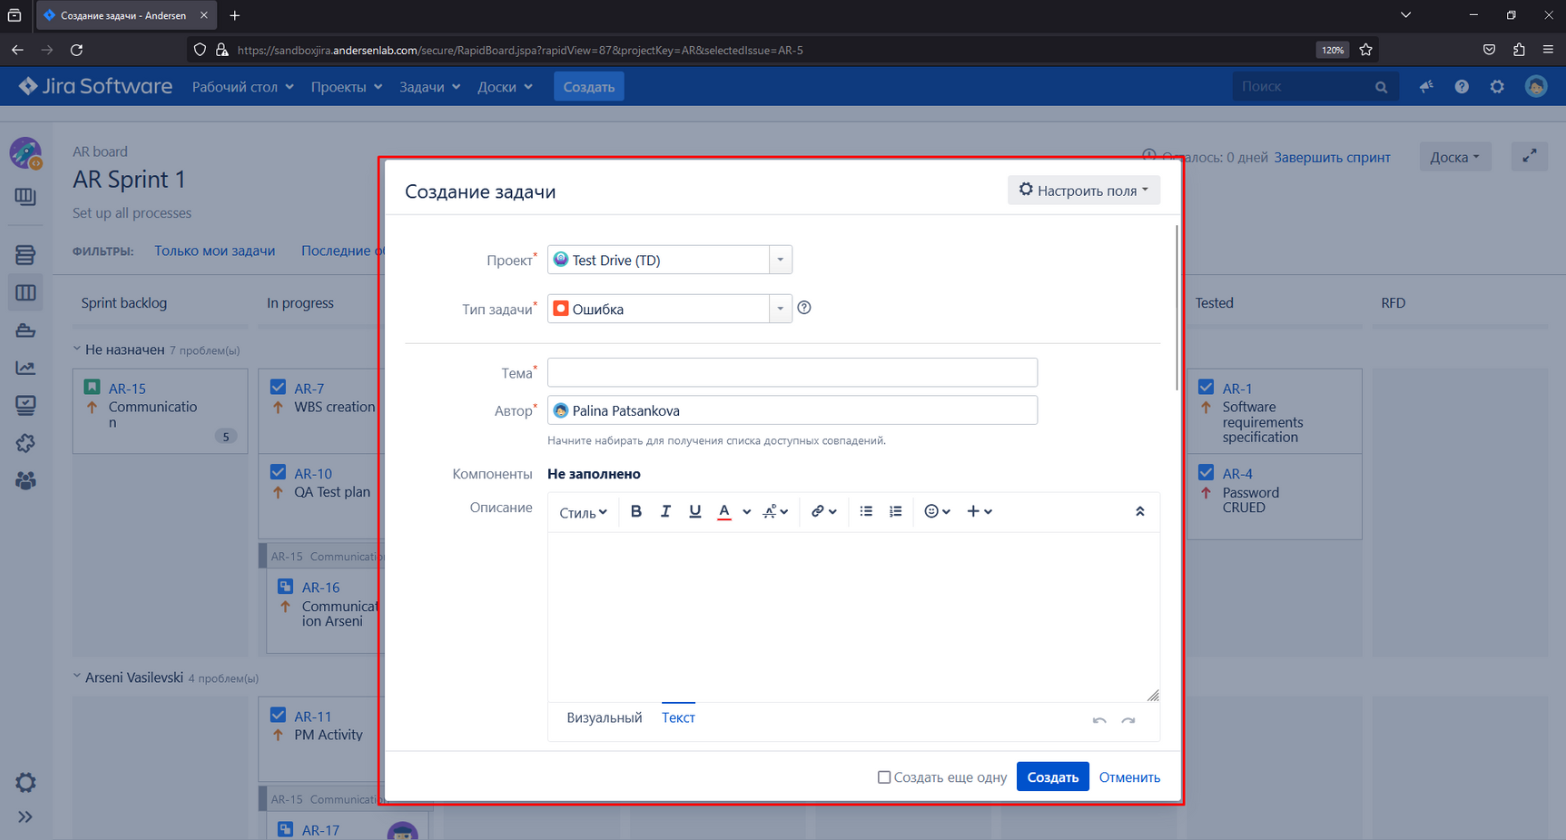 Создание задачи - Andersen
https://sandboxjira.andersenlab.com/secure/RapidBoard.jspa?rapidView=87&projectKey=AR&selectedIssue=AR-5
120%
Jira Software
Рабочий стол
Проекты
Задачи
Доски
Создать
Поиск
AR board
AR Sprint 1
Set up all processes
0 дней
Завершить спринт
Доска
ФИЛЬТРЫ:
Только мои задачи
Последние
Sprint backlog
In progress
Tested
RFD
Не назначен 7 проблем(ы)
AR-15
Communicatio
n
5
AR-7
WBS creation
AR-10
QA Test plan
AR-15
AR-16
ion Arseni
AR-1
Software
requirements
specification
AR-4
Password
CRUED
Arseni Vasilevski 4 проблем(ы)
AR-11
PM Activity
AR-15
AR-17
Создание задачи
Настроить поля
Проект*
Test Drive (TD)
Тип задачи*
Ошибка
Тема*
Автор*
Palina Patsankova
Начните набирать для получения списка доступных совпадений.
Компоненты
Не заполнено
Описание
Стиль
B
I
U
A
Визуальный
Текст
Создать еще одну
Создать
Отменить